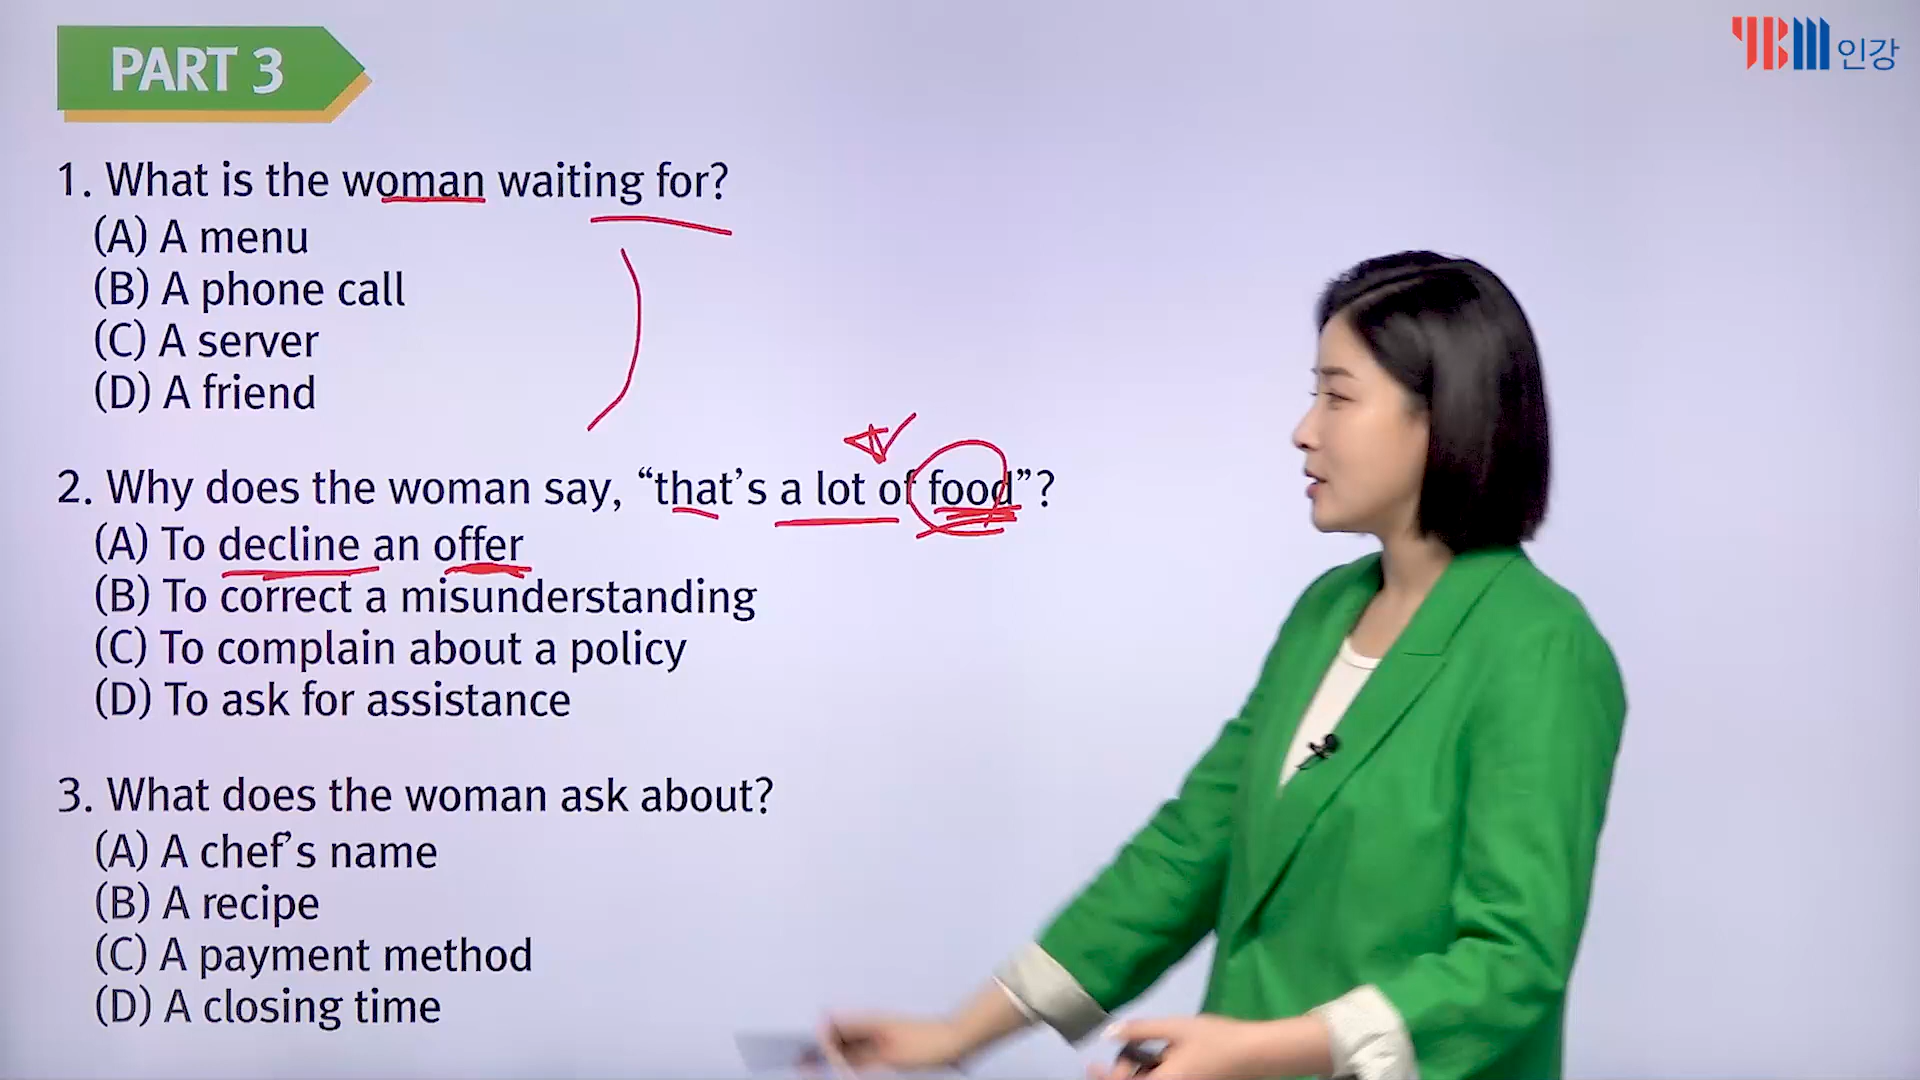 PART 3
YBM 인강
1. What is the woman waiting for?
(A) A menu
(B) A phone call
(C) A server
(D) A friend
2. Why does the woman say, “that’s a lot of food”?
(A) To decline an offer
(B) To correct a misunderstanding
(C) To complain about a policy
(D) To ask for assistance
3. What does the woman ask about?
(A) A chef’s name
(B) A recipe
(C) A payment method
(D) A closing time